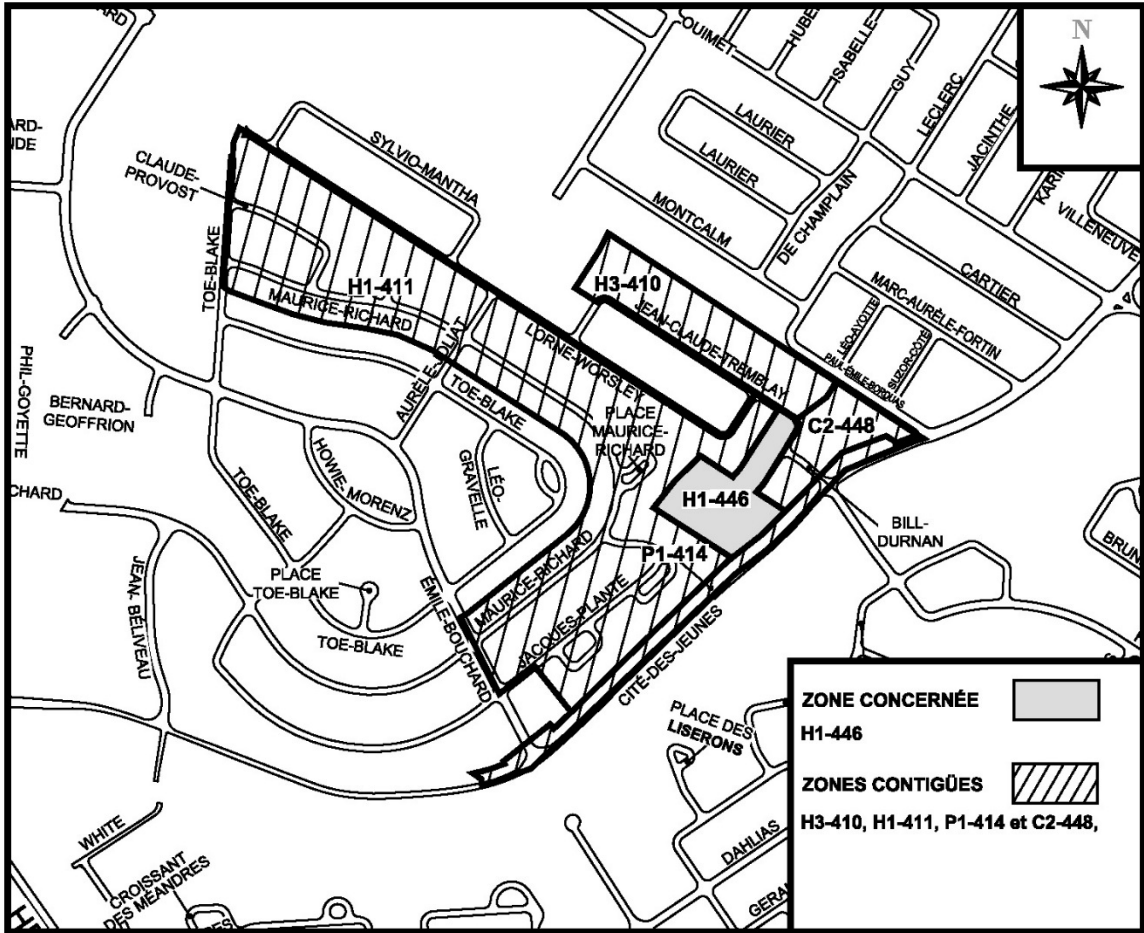 N
OUIMET
HUBE
ISABELLE
GUY
LECLERC
JACINTHE
VILLENEUVE
LAURIER
LAURIER
MONTCALM
DE CHAMPLAIN
CARTIER
MARC-AURÈLE-FORTIN
LÉO-AYOTTE
SUZOR-CÔTÉ
PAUL-ÉMILE-BORDUAS
SYLVIO-MANTHA
CLAUDE-
PROVOST
TOE-BLAKE
H1-411
MAURICE-RICHARD
AURÈLE-JOLIAT
TOE-BLAKE
LORNE-WORSLEY
H3-410
JEAN-CLAUDE-TREMBLAY
PLACE
MAURICE-
RICHARD
C2-448
H1-446
P1-414
BILL-
DURNAN
PHIL-GOYETTE
BERNARD-
GEOFFRION
CHARD
HOWIE- MORENZ
LÉO-
GRAVELLE
TOE-BLAKE
PLACE
TOE-BLAKE
TOE-BLAKE
JEAN- BÉLIVEAU
ÉMILE-BOUCHARD
MAURICE-RICHARD
JACQUES-PLANTE
CITÉ-DES-JEUNES
BRUN
PLACE DES
LISERONS
DAHLIAS
WHITE
CROISSANT
DES MÉANDRES
ZONE CONCERNÉE
H1-446
ZONES CONTIGÜES
H3-410, H1-411, P1-414 et C2-448,